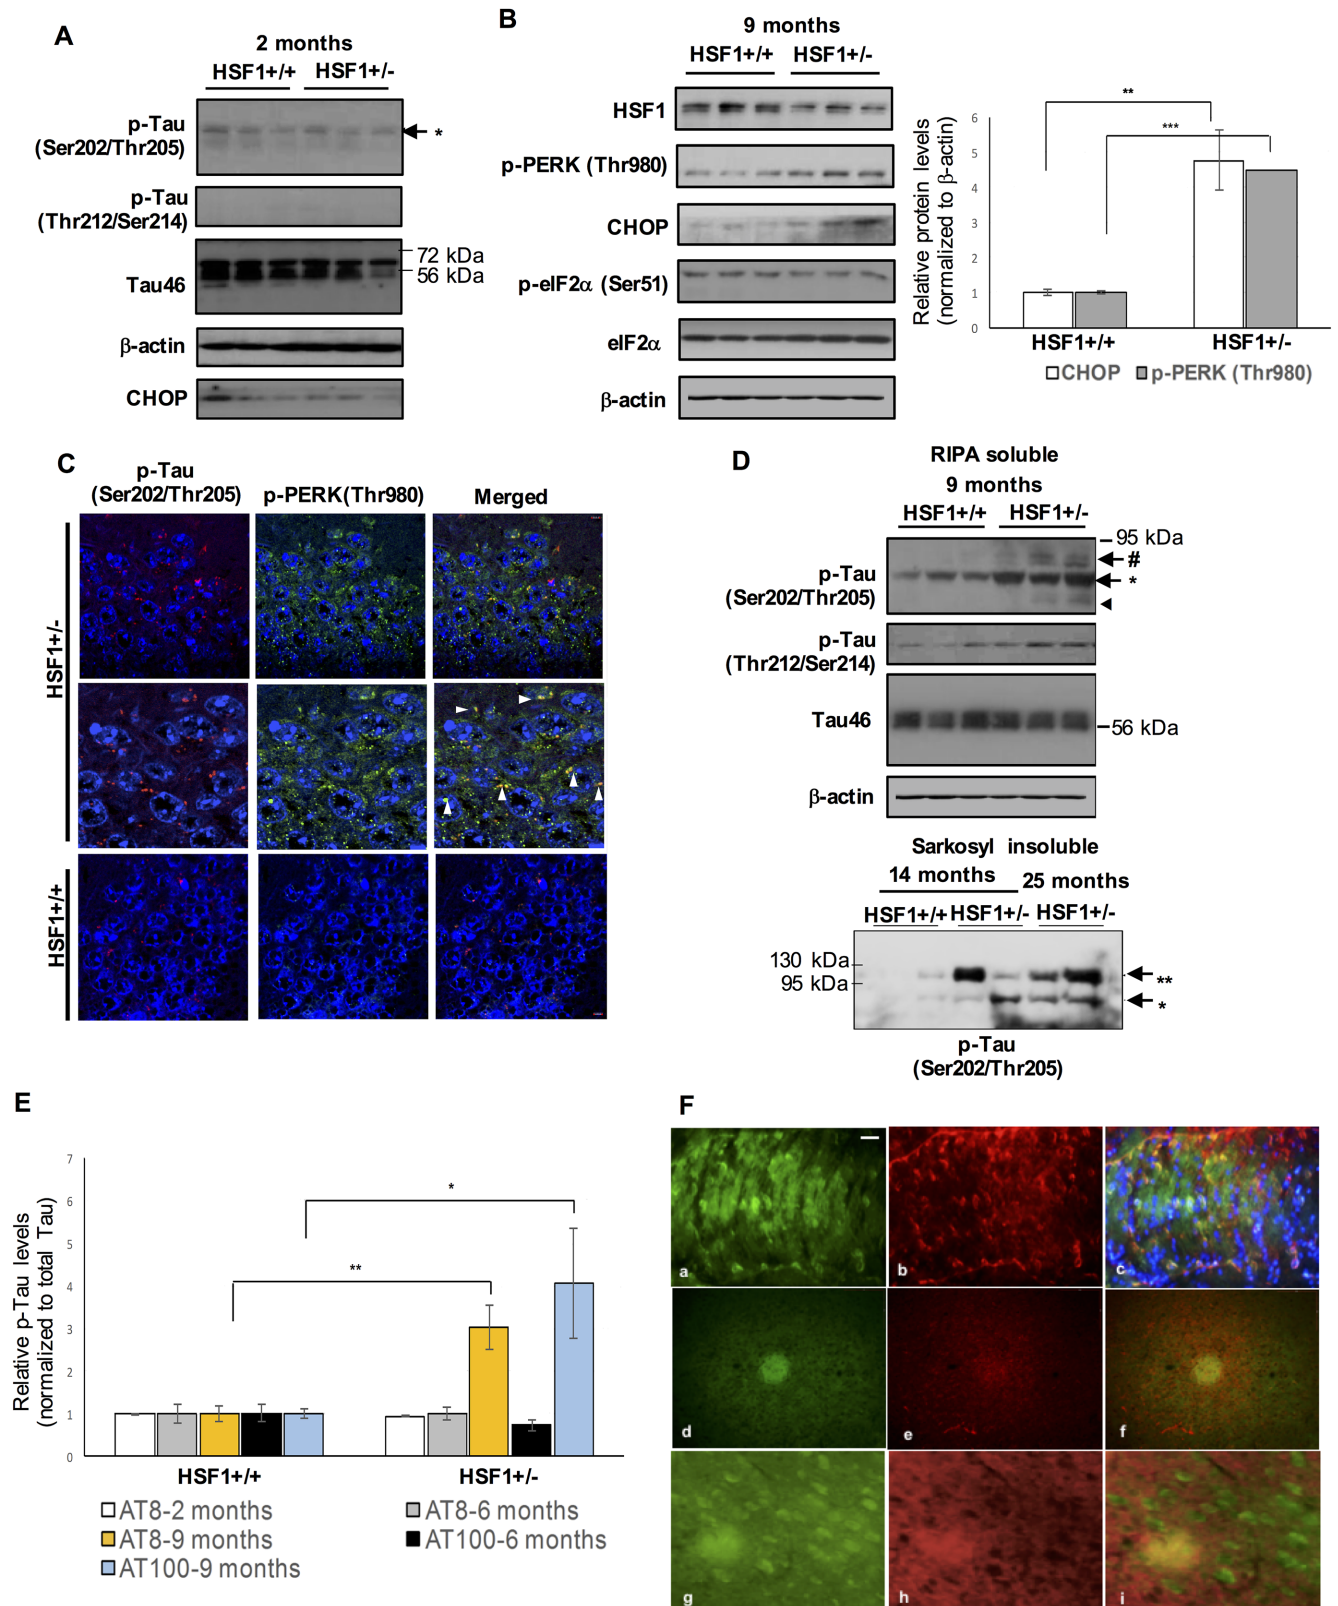 A
2 months
HSF1+/+ HSF1+/-
p-Tau
(Ser202/Thr205)
*
p-Tau
(Thr212/Ser214)
72 kDa
56 kDa
Tau46
β-actin
CHOP
B
9 months
HSF1+/+ HSF1+/-
HSF1
p-PERK (Thr980)
CHOP
p-eIF2α (Ser51)
eIF2α
β-actin
Relative protein levels
(normalized to β-actin)
**
***
6
5
4
3
2
1
0
HSF1+/+ HSF1+/-
CHOP p-PERK (Thr980)
C
p-Tau
(Ser202/Thr205) p-PERK(Thr980) Merged
HSF1+/-
HSF1+/+
D
RIPA soluble
9 months
HSF1+/+ HSF1+/-
95 kDa
#
*
p-Tau
(Ser202/Thr205)
p-Tau
(Thr212/Ser214)
Tau46
56 kDa
β-actin
Sarkosyl insoluble
14 months 25 months
HSF1+/+ HSF1+/- HSF1+/-
130 kDa
95 kDa
**
*
p-Tau
(Ser202/Thr205)
E
Relative p-Tau levels
(normalized to total Tau)
7
6
5
4
3
2
1
0
*
**
HSF1+/+ HSF1+/-
AT8-2 months AT8-6 months
AT8-9 months AT100-6 months
AT100-9 months
F
a b c
d e f
g h i